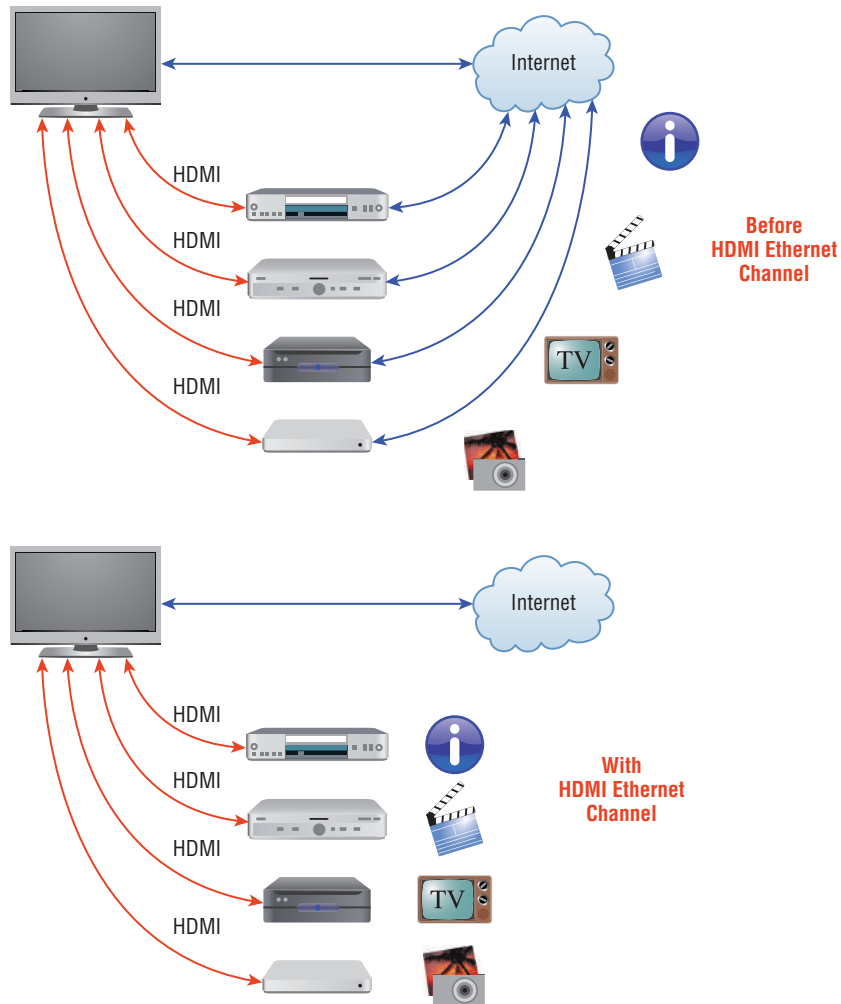 Internet
HDMI
HDMI
HDMI
HDMI
TV
Before
HDMI Ethernet
Channel
Internet
HDMI
HDMI
HDMI
HDMI
TV
With
HDMI Ethernet
Channel